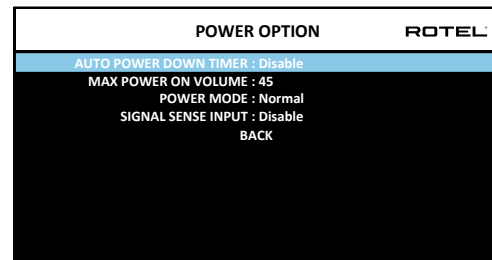 POWER OPTION ROTEL
AUTO POWER DOWN TIMER : Disable
MAX POWER ON VOLUME : 45
POWER MODE : Normal
SIGNAL SENSE INPUT : Disable
BACK